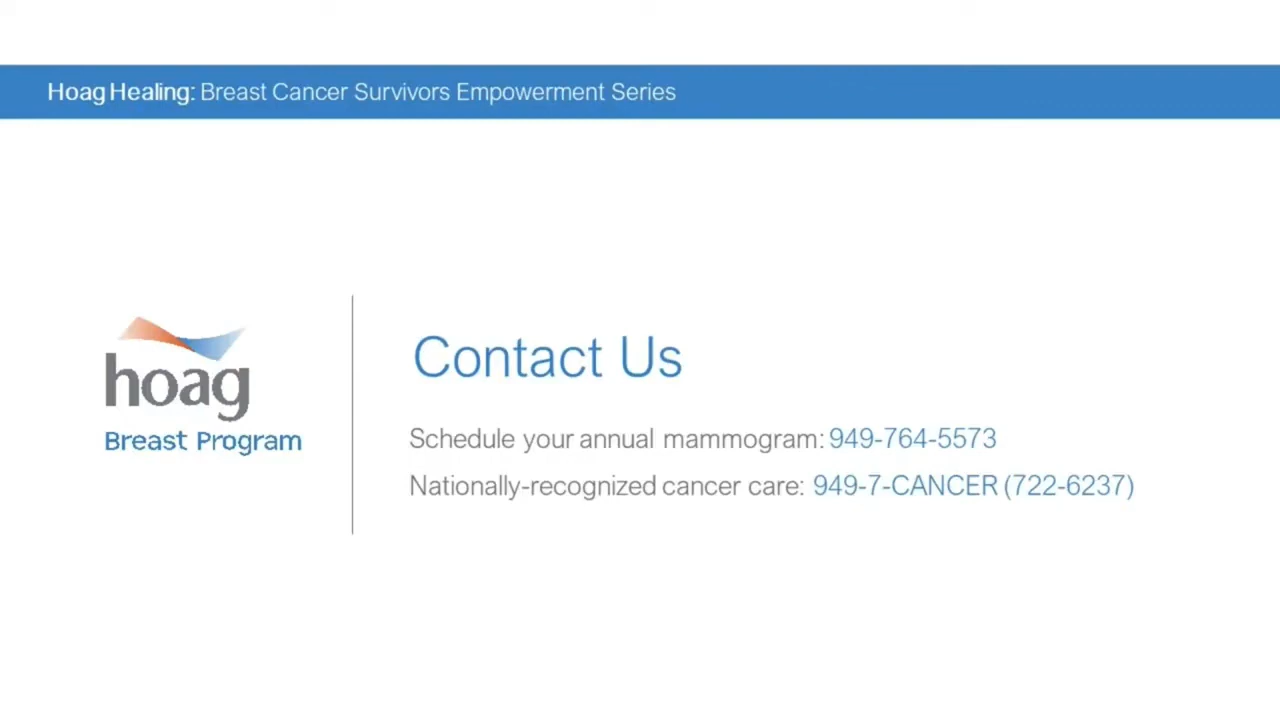 Hoag Healing: Breast Cancer Survivors Empowerment Series
hoag
Breast Program
Contact Us
Schedule your annual mammogram: 949-764-5573
Nationally-recognized cancer care: 949-7-CANCER (722-6237)